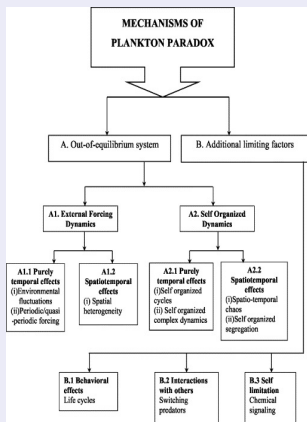 MECHANISMS OF
PLANKTON PARADOX
A. Out-of-equilibrium system
B. Additional limiting factors
A1. External Forcing
Dynamics
A2. Self Organized
Dynamics
A1.1 Purely
temporal effects
(i)Environmental
fluctuations
(ii)Periodic/quasi
-periodic forcing
A1.2
Spatiotemporal
effects
(i) Spatial
heterogeneity
A2.1 Purely
temporal effects
(i)Self organized
cycles
(ii) Self organized
complex dynamics
A2.2
Spatiotemporal
effects
(i)Spatio-temporal
chaos
(ii)Self organized
segregation
B.1 Behavioral
effects
Life cycles
B.2 Interactions
with others
Switching
predators
B.3 Self
limitation
Chemical
signaling